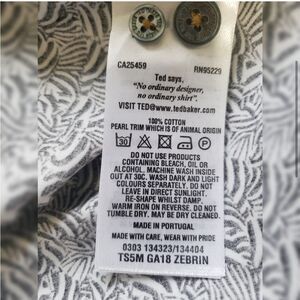 CA25459 RN95229
Ted says,
"No ordinary designer,
no ordinary shirt".
VISIT TED@www.tedbaker.com
100% COTTON
PEARL TRIM WHICH IS OF ANIMAL ORIGIN
30
DO NOT USE PRODUCTS
CONTAINING BLEACH, OIL OR
ALCOHOL. MACHINE WASH INSIDE
OUT AT 30C. WASH DARK AND LIGHT
COLOURS SEPARATELY. DO NOT
LEAVE IN DIRECT SUNLIGHT.
RE-SHAPE WHILST DAMP.
WARM IRON ON REVERSE. DO NOT
TUMBLE DRY. MAY BE DRY CLEANED.
MADE IN PORTUGAL
MADE WITH CARE, WEAR WITH PRIDE
0303 134323/134404
TS5M GA18 ZEBRIN